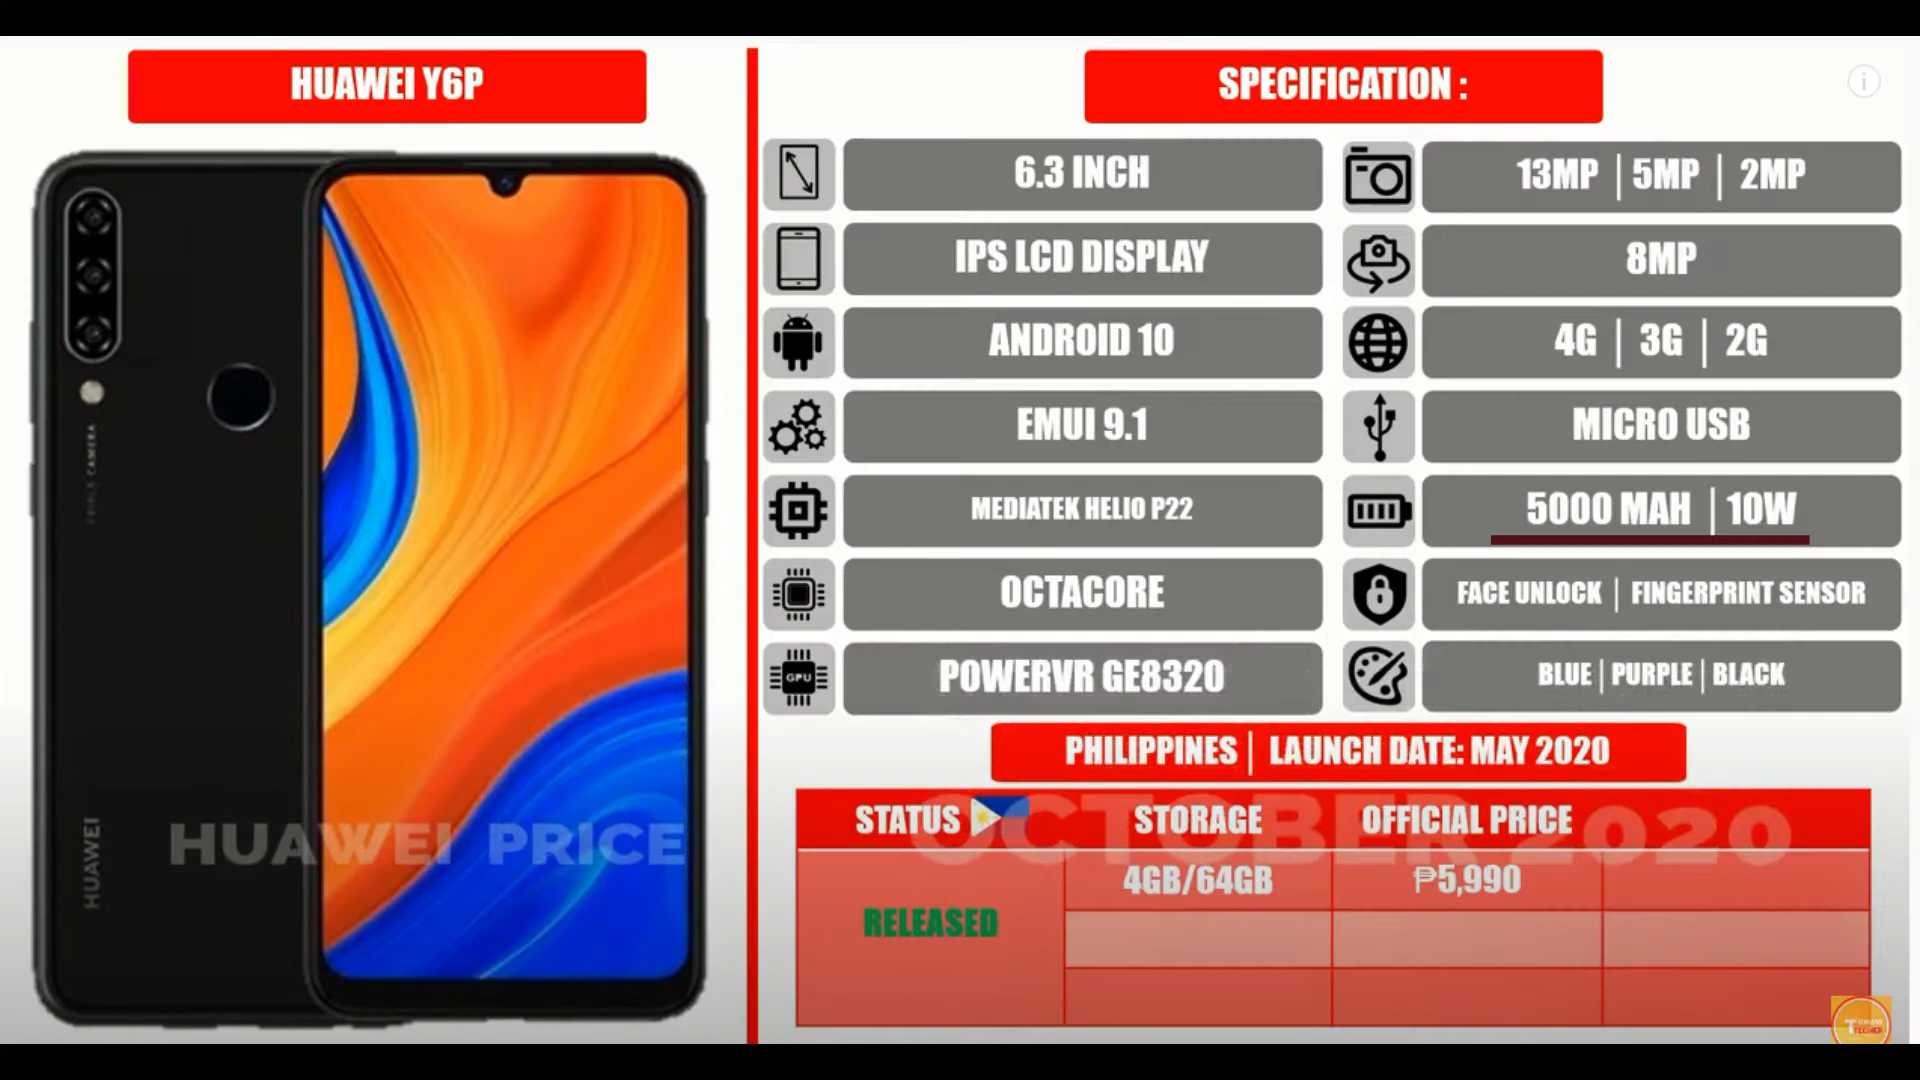 HUAWEI Y6P
TRIPLE CAMERA
HUAWEI
HUAWEI PRICE
SPECIFICATION :
6.3 INCH
13MP | 5MP | 2MP
IPS LCD DISPLAY
8MP
ANDROID 10
4G | 3G | 2G
EMUI 9.1
MICRO USB
MEDIATEK HELIO P22
5000 MAH | 10W
OCTACORE
FACE UNLOCK | FINGERPRINT SENSOR
GPU
POWERVR GE8320
BLUE | PURPLE | BLACK
PHILIPPINES | LAUNCH DATE: MAY 2020
OCTOBER 2020
STATUS STORAGE OFFICIAL PRICE
4GB/64GB ₱5,990
RELEASED